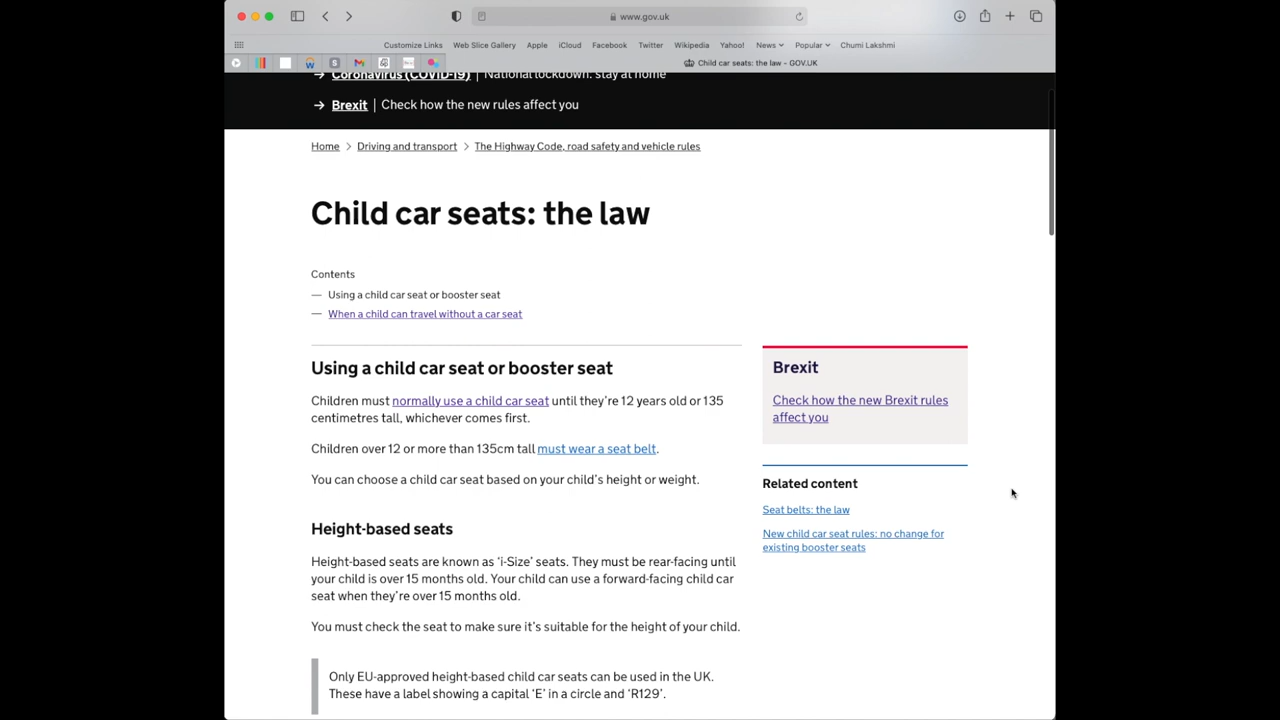 www.gov.uk
Customize Links Web Slice Gallery Apple iCloud Facebook Twitter Wikipedia Yahoo! News Popular Chumi Lakshmi
Child car seats: the law – GOV.UK
→ Coronavirus (COVID-19) | National lockdown: stay at home
→ Brexit | Check how the new rules affect you
Home > Driving and transport > The Highway Code, road safety and vehicle rules
Child car seats: the law
Contents
— Using a child car seat or booster seat
— When a child can travel without a car seat
Using a child car seat or booster seat
Children must normally use a child car seat until they’re 12 years old or 135
centimetres tall, whichever comes first.
Children over 12 or more than 135cm tall must wear a seat belt.
You can choose a child car seat based on your child’s height or weight.
Height-based seats
Height-based seats are known as ‘i-Size’ seats. They must be rear-facing until
your child is over 15 months old. Your child can use a forward-facing child car
seat when they’re over 15 months old.
You must check the seat to make sure it’s suitable for the height of your child.
Only EU-approved height-based child car seats can be used in the UK.
These have a label showing a capital ‘E’ in a circle and ‘R129’.
Brexit
Check how the new Brexit rules
affect you
Related content
Seat belts: the law
New child car seat rules: no change for
existing booster seats